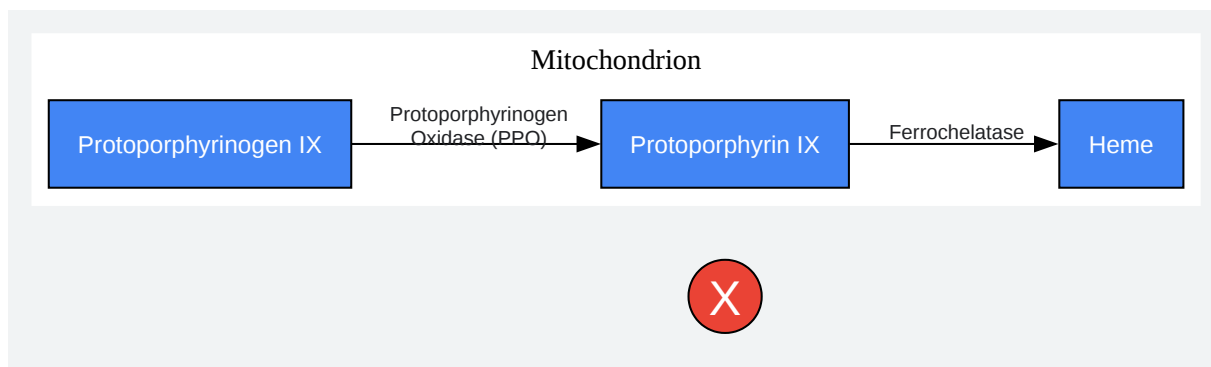 Mitochondrion
Protoporphyrinogen IX
Protoporphyrinogen
Oxidase (PPO)
Protoporphyrin IX
Ferrochelatase
Heme
X